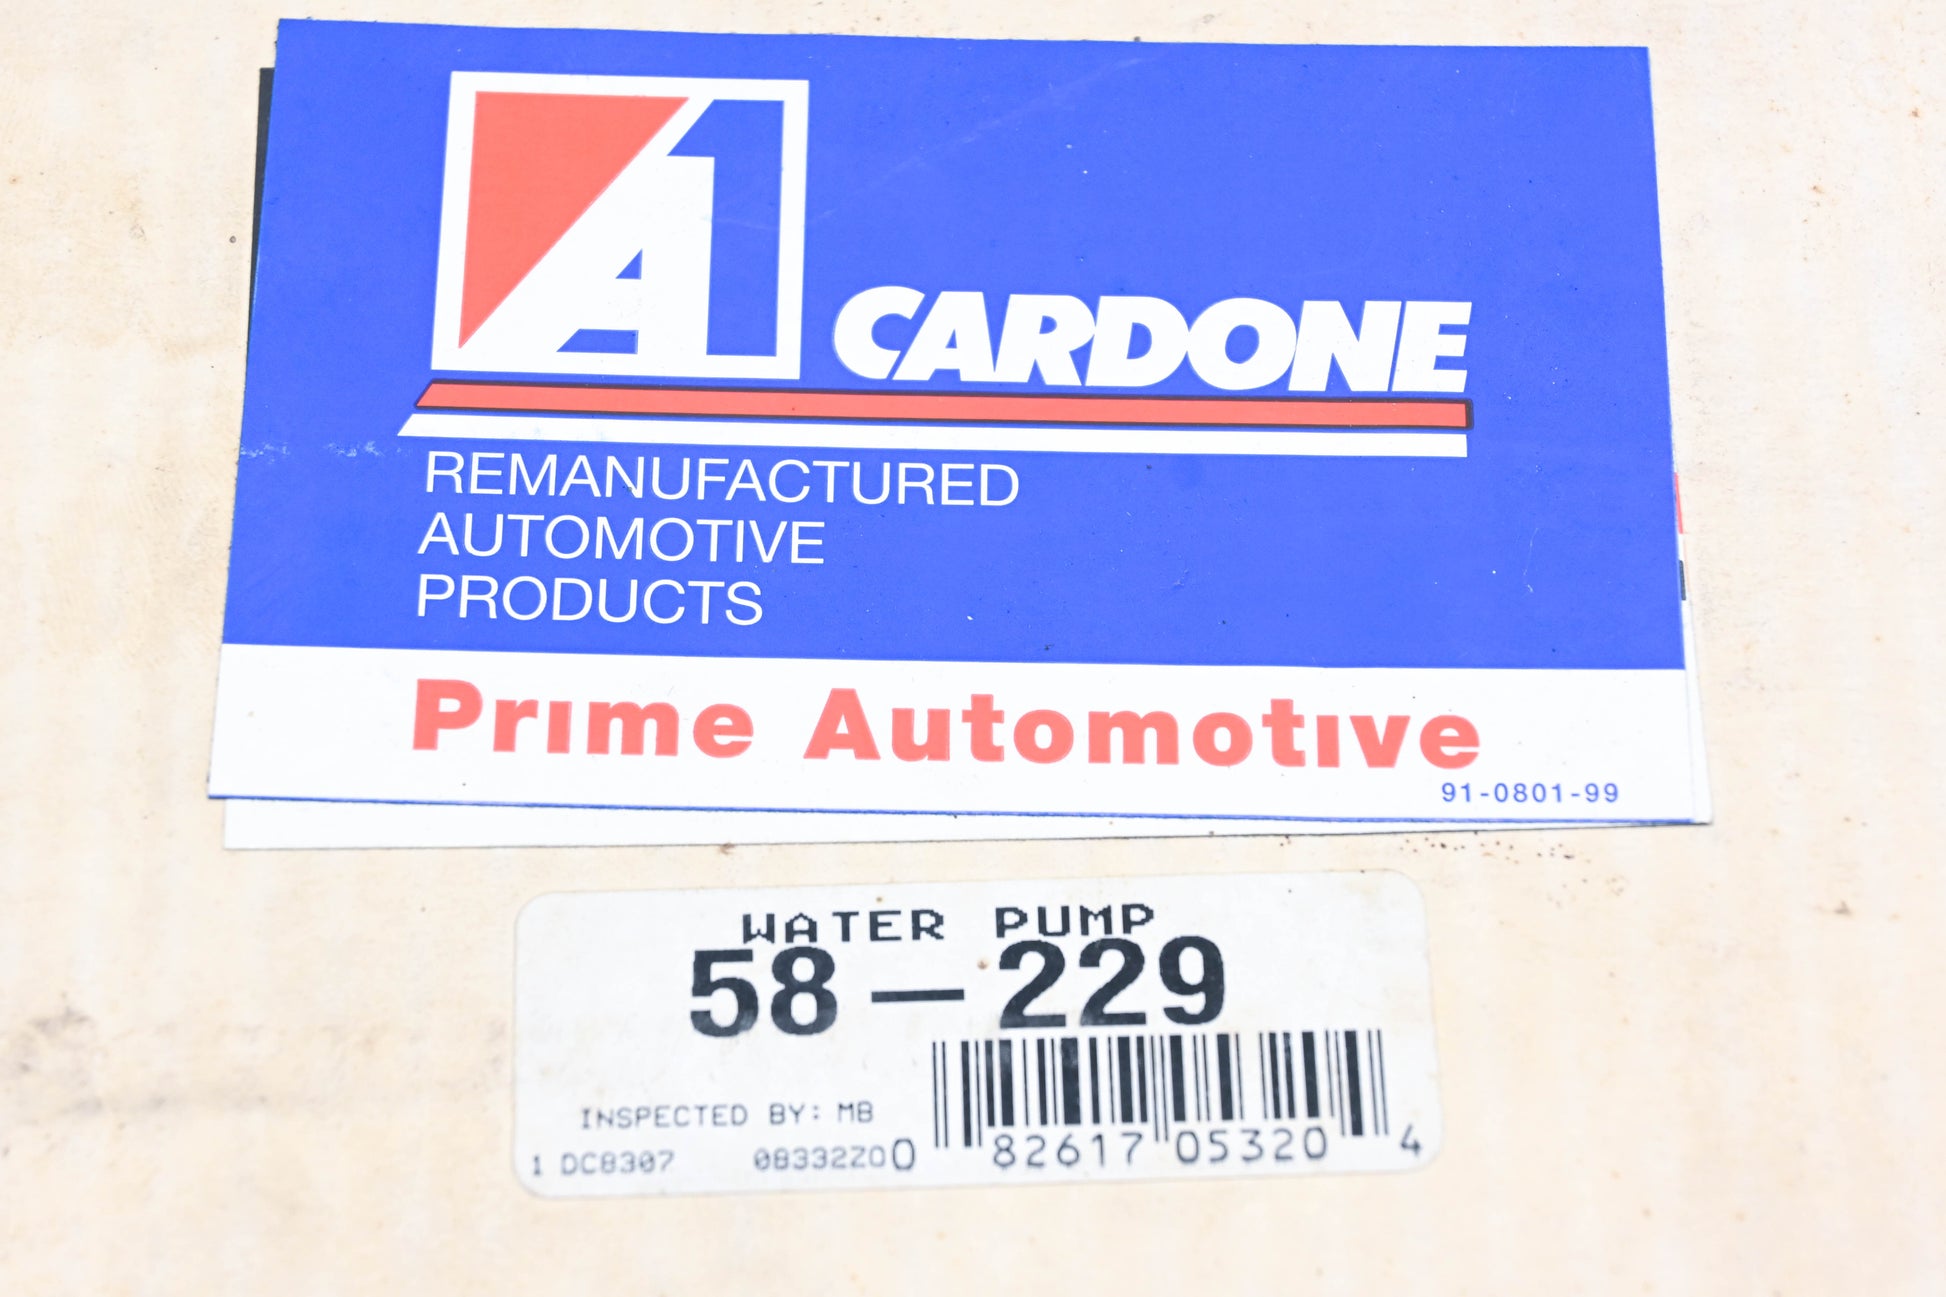 A1 CARDONE
REMANUFACTURED
AUTOMOTIVE
PRODUCTS
Prime Automotive
91-0801-99
WATER PUMP
58-229
INSPECTED BY: MB
1 DC8307 08332Z0
0 82617 05320 4